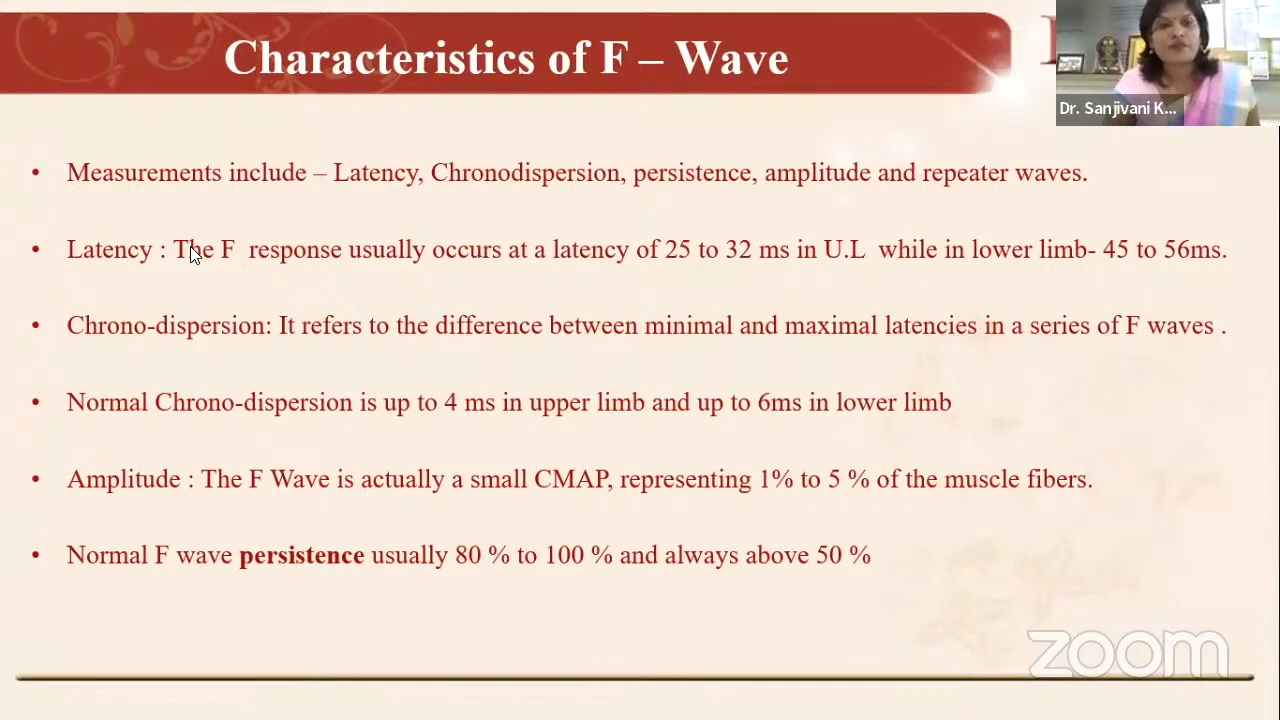 Characteristics of F – Wave
Dr. Sanjivani K...
• Measurements include – Latency, Chronodispersion, persistence, amplitude and repeater waves.
• Latency : The F response usually occurs at a latency of 25 to 32 ms in U.L while in lower limb- 45 to 56ms.
• Chrono-dispersion: It refers to the difference between minimal and maximal latencies in a series of F waves .
• Normal Chrono-dispersion is up to 4 ms in upper limb and up to 6ms in lower limb
• Amplitude : The F Wave is actually a small CMAP, representing 1% to 5 % of the muscle fibers.
• Normal F wave persistence usually 80 % to 100 % and always above 50 %
zoom